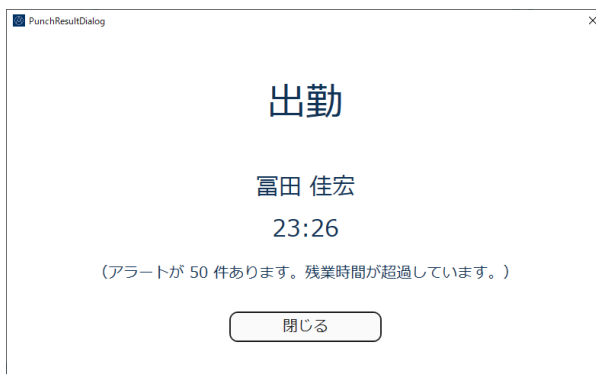 PunchResultDialog
出勤
冨田 佳宏
23:26
（アラートが 50 件あります。残業時間が超過しています。）
閉じる